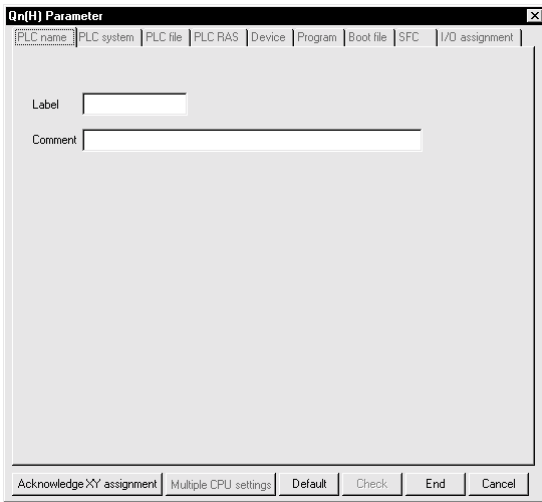 Qn(H) Parameter
PLC name PLC system PLC file PLC RAS Device Program Boot file SFC I/O assignment
Label
Comment
Acknowledge XY assignment Multiple CPU settings Default Check End Cancel